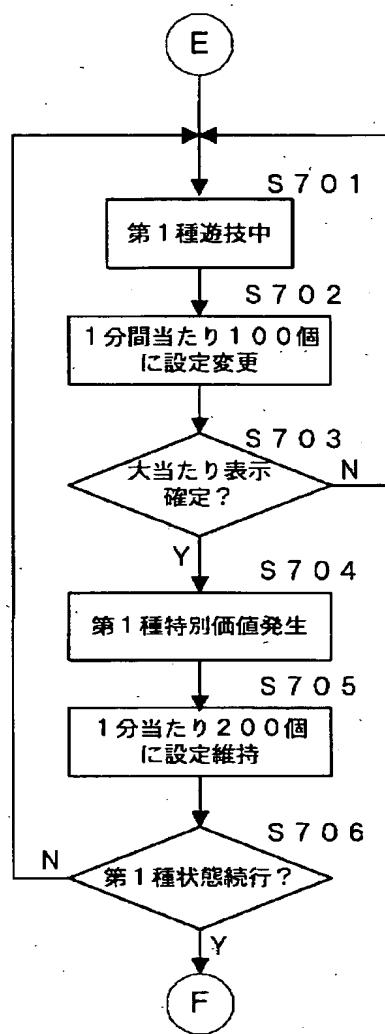 E
S701
第1種遊技中
S702
1分間当たり100個
に設定変更
S703
大当たり表示
確定?
N
Y
S704
第1種特別価値発生
S705
1分当たり200個
に設定維持
S706
N
第1種状態続行?
Y
F